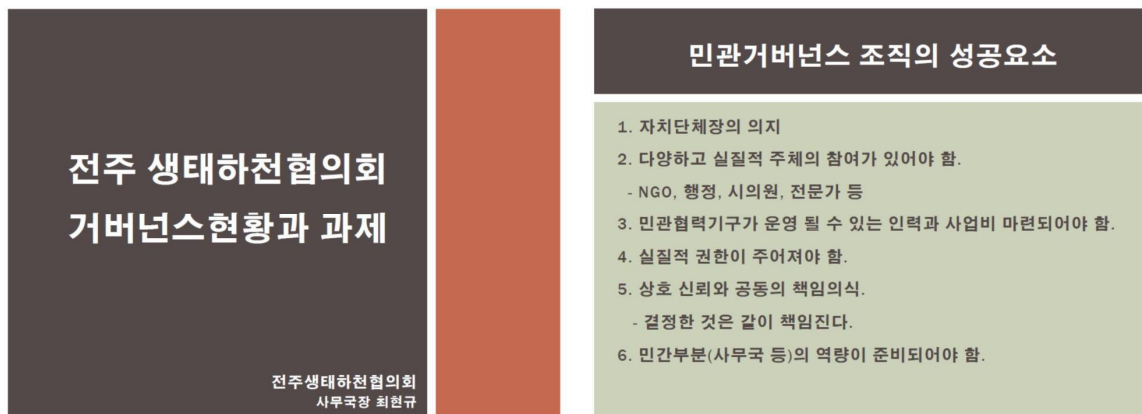 전주 생태하천협의회
거버넌스현황과 과제
전주생태하천협의회
사무국장 최현규
민관거버넌스 조직의 성공요소
1. 자치단체장의 의지
2. 다양하고 실질적 주체의 참여가 있어야 함.
- NGO, 행정, 시의원, 전문가 등
3. 민관협력기구가 운영 될 수 있는 인력과 사업비 마련되어야 함.
4. 실질적 권한이 주어져야 함.
5. 상호 신뢰와 공동의 책임의식.
- 결정한 것은 같이 책임진다.
6. 민간부분(사무국 등)의 역량이 준비되어야 함.